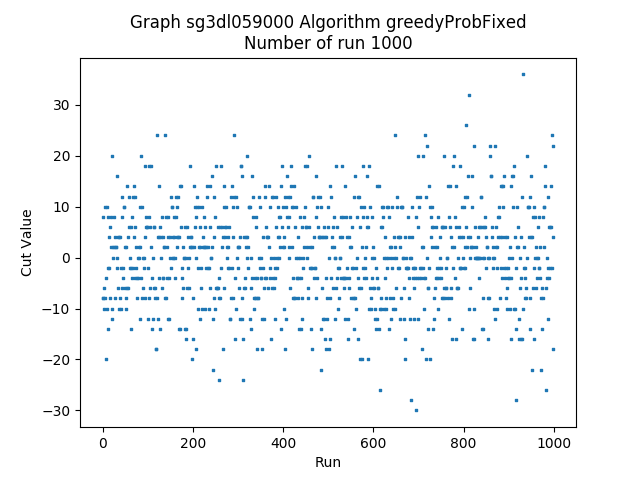 Graph sg3dl059000 Algorithm greedyProbFixed
Number of run 1000
Cut Value
30
20
10
0
−10
−20
−30
0 200 400 600 800 1000
Run